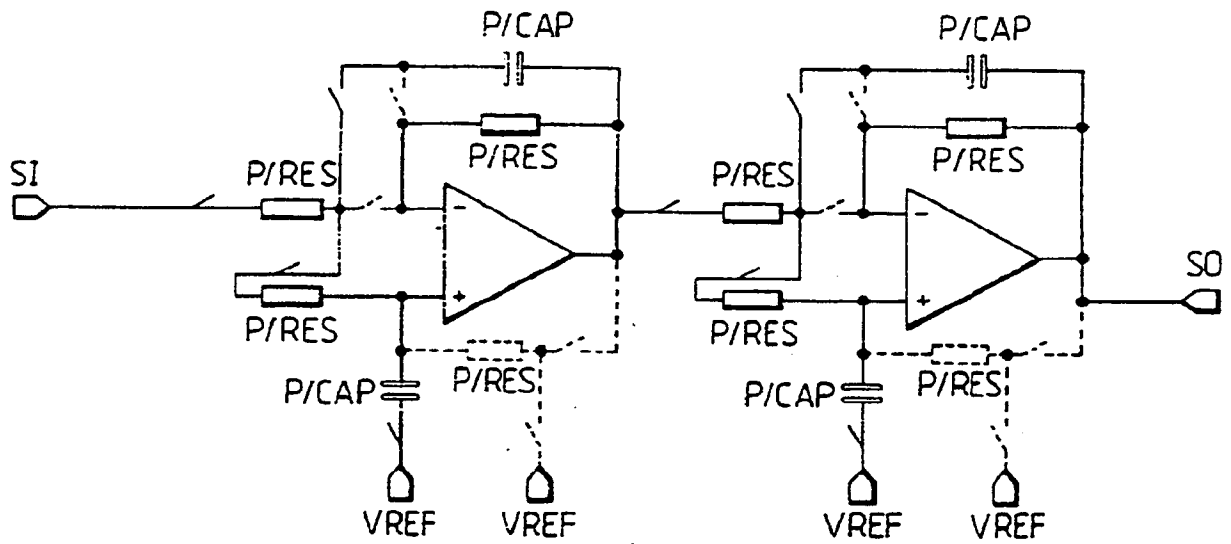 P/CAP
P/CAP
P/RES
P/RES
SI
P/RES
P/RES
-
-
SO
+
+
P/RES
P/RES
P/RES
P/RES
P/CAP
P/CAP
VREF
VREF
VREF
VREF